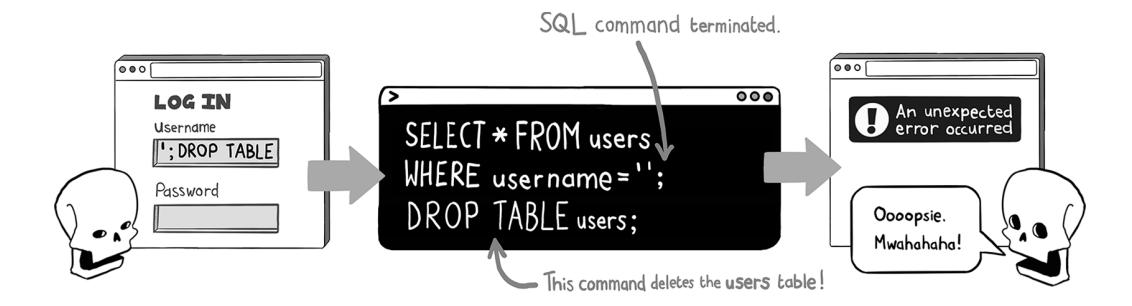 SQL command terminated.
LOG IN
Username
'; DROP TABLE
Password
>
SELECT * FROM users
WHERE username = '';
DROP TABLE users;
This command deletes the users table!
! An unexpected
error occurred
Oooopsie.
Mwahahaha!